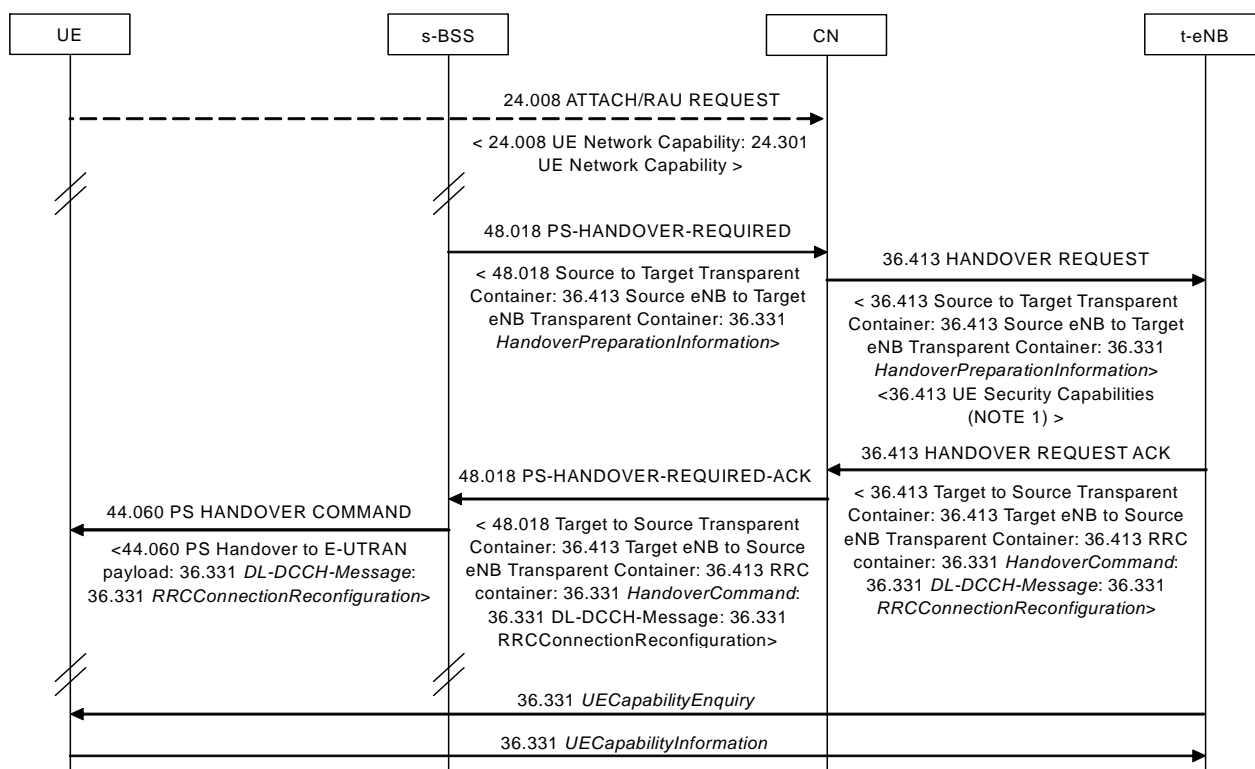 UE
s-BSS
CN
t-eNB
24.008 ATTACH/RAU REQUEST
< 24.008 UE Network Capability: 24.301
UE Network Capability >
48.018 PS-HANDOVER-REQUIRED
< 48.018 Source to Target Transparent
Container: 36.413 Source eNB to Target
eNB Transparent Container: 36.331
HandoverPreparationInformation>
36.413 HANDOVER REQUEST
< 36.413 Source to Target Transparent
Container: 36.413 Source eNB to Target
eNB Transparent Container: 36.331
HandoverPreparationInformation>
<36.413 UE Security Capabilities
(NOTE 1) >
36.413 HANDOVER REQUEST ACK
< 36.413 Target to Source Transparent
Container: 36.413 Target eNB to Source
eNB Transparent Container: 36.413 RRC
container: 36.331 HandoverCommand:
36.331 DL-DCCH-Message: 36.331
RRCConnectionReconfiguration>
48.018 PS-HANDOVER-REQUIRED-ACK
< 48.018 Target to Source Transparent
Container: 36.413 Target eNB to Source
eNB Transparent Container: 36.413 RRC
container: 36.331 HandoverCommand:
36.331 DL-DCCH-Message: 36.331
RRCConnectionReconfiguration>
44.060 PS HANDOVER COMMAND
<44.060 PS Handover to E-UTRAN
payload: 36.331 DL-DCCH-Message:
36.331 RRCConnectionReconfiguration>
36.331 UECapabilityEnquiry
36.331 UECapabilityInformation